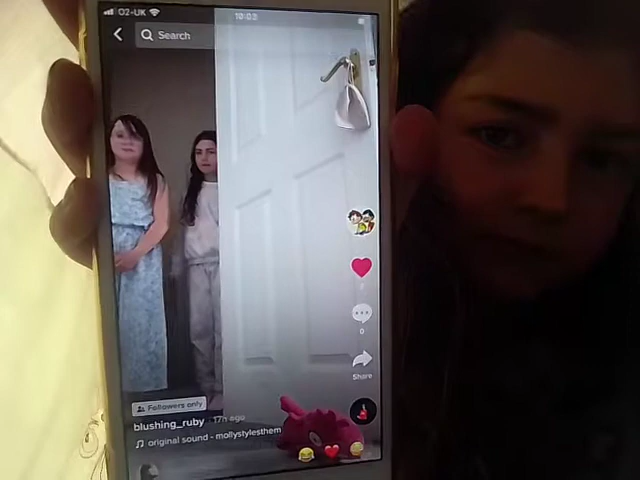 O2-UK 10:03
Search
0
Share
Followers only
blushing_ruby 17h ago
original sound - mollystylesthem